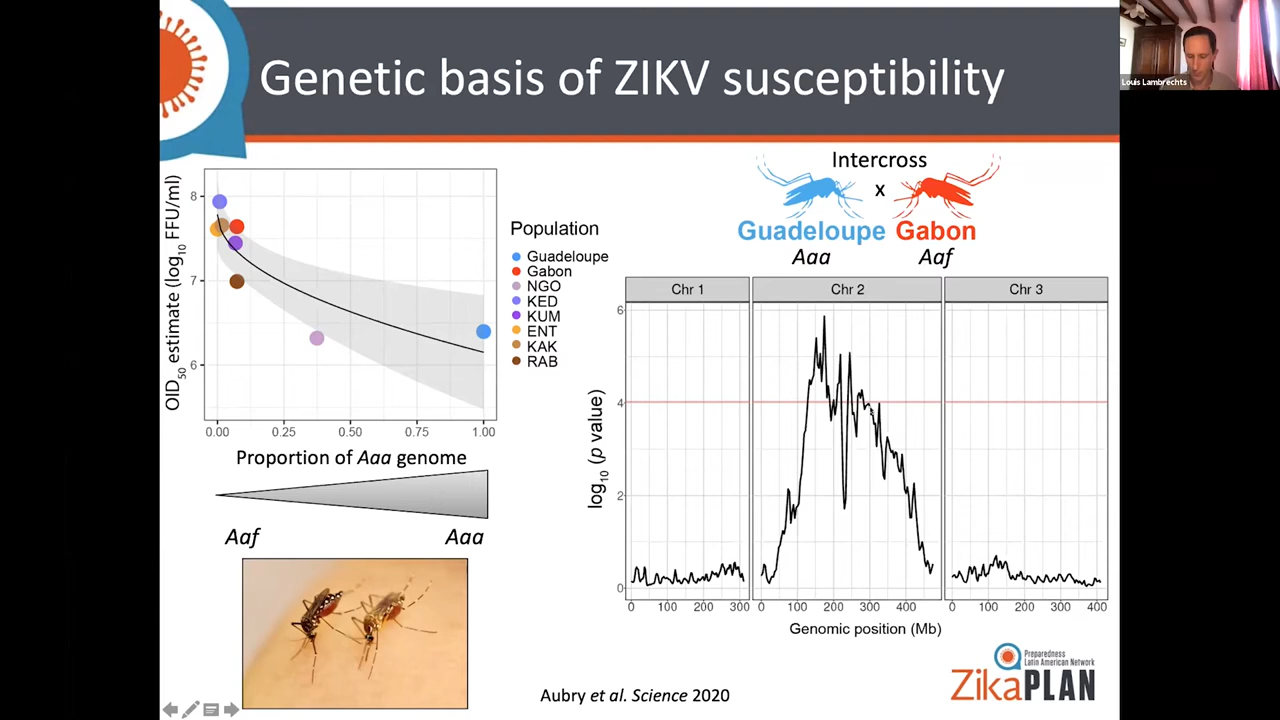 Genetic basis of ZIKV susceptibility
Louis Lambrechts
OID50 estimate (log10 FFU/ml)
8
7
6
0.00 0.25 0.50 0.75 1.00
Proportion of Aaa genome
Aaf Aaa
Population
Guadeloupe
Gabon
NGO
KED
KUM
ENT
KAK
RAB
Intercross
x
Guadeloupe Gabon
Aaa Aaf
Chr 1 Chr 2 Chr 3
log10 (p value)
6
4
2
0
0 100 200 300 0 100 200 300 400 0 100 200 300 400
Genomic position (Mb)
Aubry et al. Science 2020
Preparedness
Latin American Network
ZikaPLAN